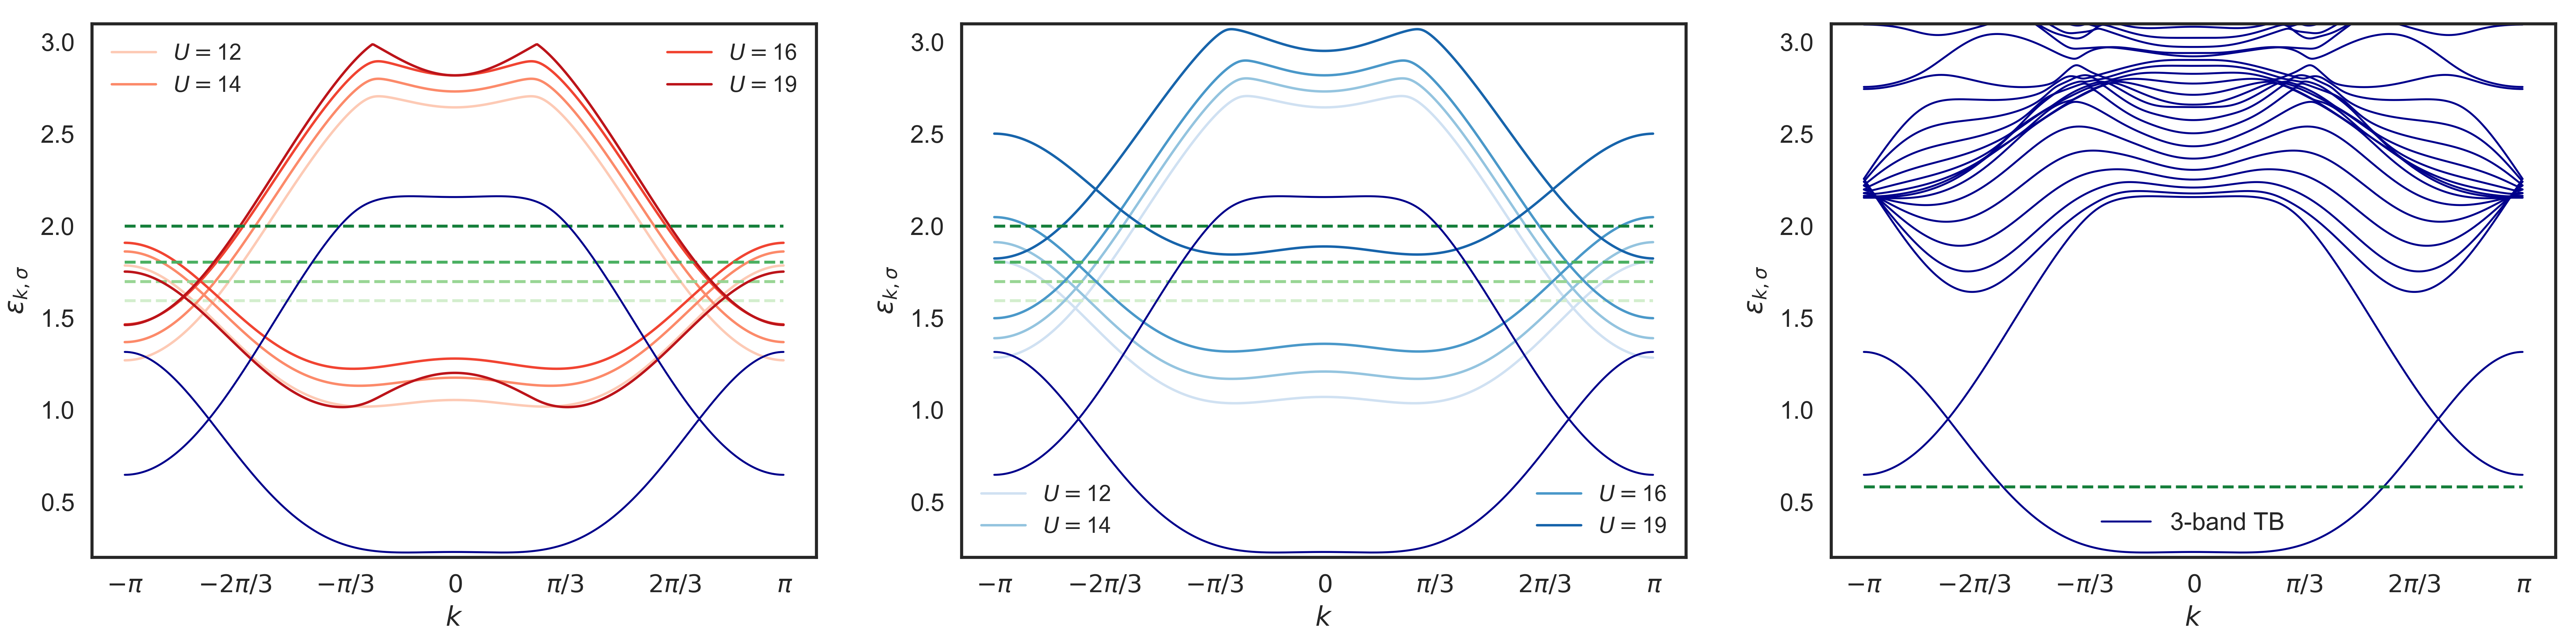 3.0
2.5
2.0
1.5
1.0
0.5
ε_{k, σ}
U = 12
U = 14
U = 16
U = 19
−π
−2π/3
−π/3
0
π/3
2π/3
π
k
3.0
2.5
2.0
1.5
1.0
0.5
ε_{k, σ}
U = 12
U = 14
U = 16
U = 19
−π
−2π/3
−π/3
0
π/3
2π/3
π
k
3.0
2.5
2.0
1.5
1.0
0.5
ε_{k, σ}
3-band TB
−π
−2π/3
−π/3
0
π/3
2π/3
π
k